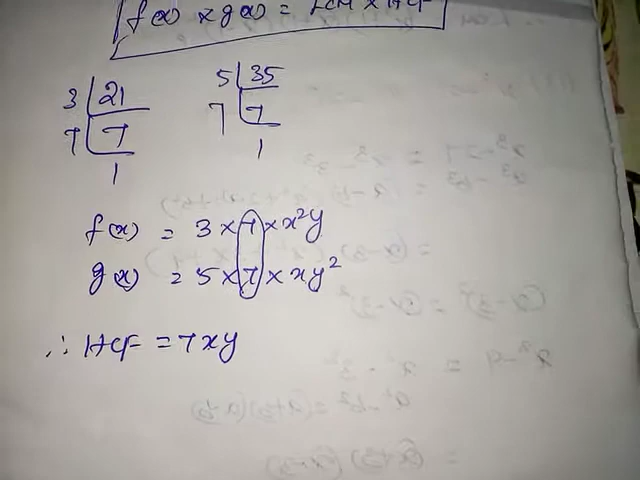 f(x) × g(x) = LCM × HCF
3 21
7 7
1
5 35
7 7
1
f(x) = 3 × 7 × x²y
g(x) = 5 × 7 × xy²
∴ HCF = 7xy